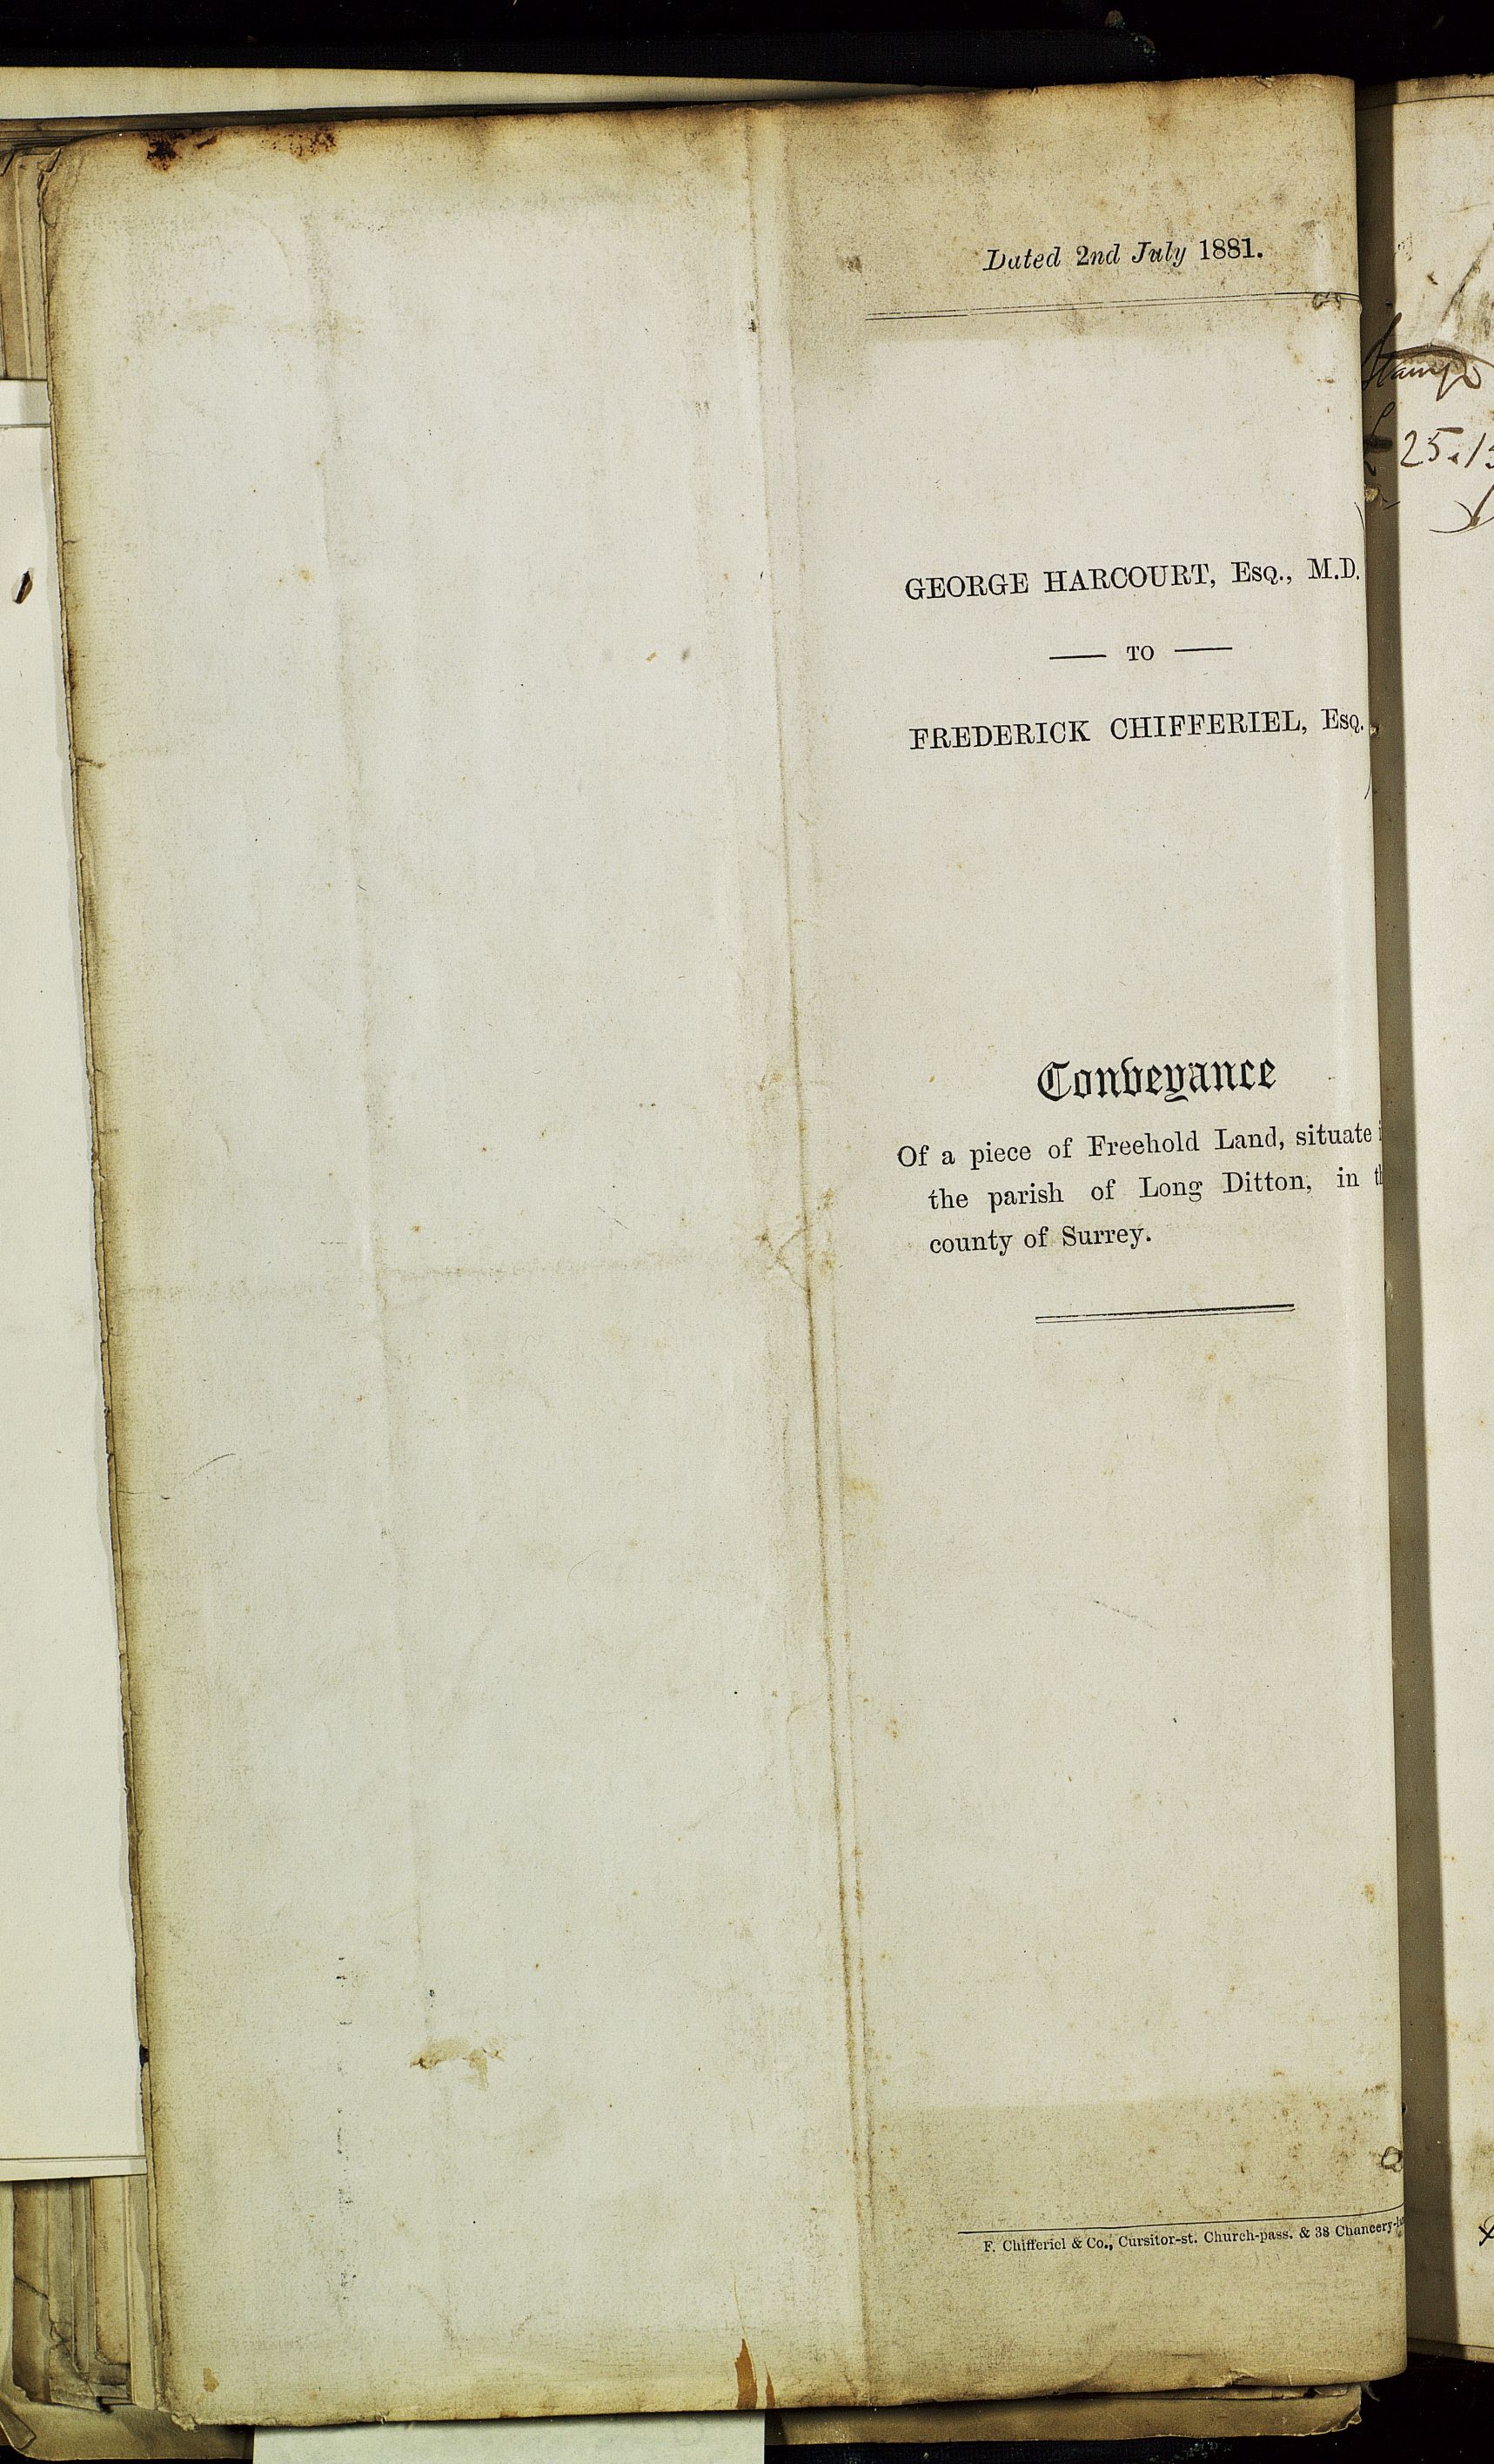 Dated 2nd July 1881.
Stamp
25.
GEORGE HARCOURT, Esq., M.D.
TO
FREDERICK CHIFFERIEL, Esq.
Conveyance
Of a piece of Freehold Land, situate
the parish of Long Ditton, in
county of Surrey.
F. Chifferiel & Co., Cursitor-st. Church-pass. & 38 Chancery-